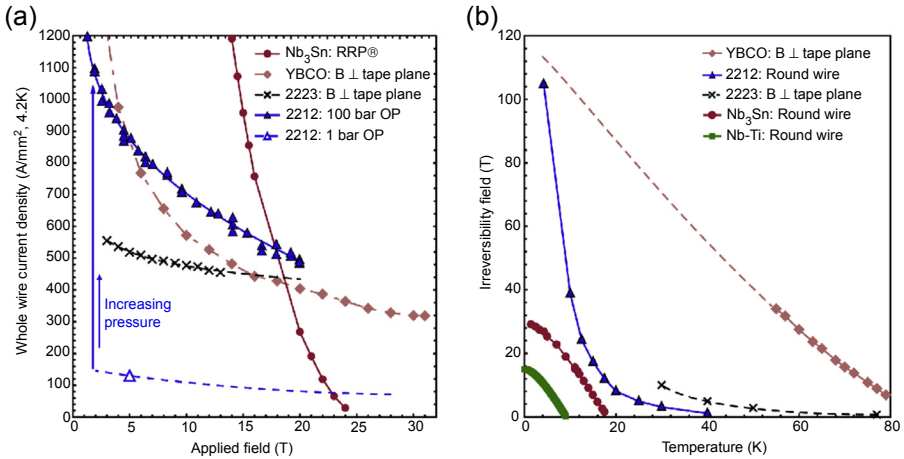 (a)
1200
1100
1000
900
800
700
600
500
400
300
200
100
0
Whole wire current density (A/mm², 4.2K)
0
5
10
15
20
25
30
Applied field (T)
Nb₃Sn: RRP®
YBCO: B ⊥ tape plane
2223: B ⊥ tape plane
2212: 100 bar OP
2212: 1 bar OP
Increasing
pressure
(b)
120
100
80
60
40
20
0
Irreversibility field (T)
0
20
40
60
80
Temperature (K)
YBCO: B ⊥ tape plane
2212: Round wire
2223: B ⊥ tape plane
Nb₃Sn: Round wire
Nb-Ti: Round wire